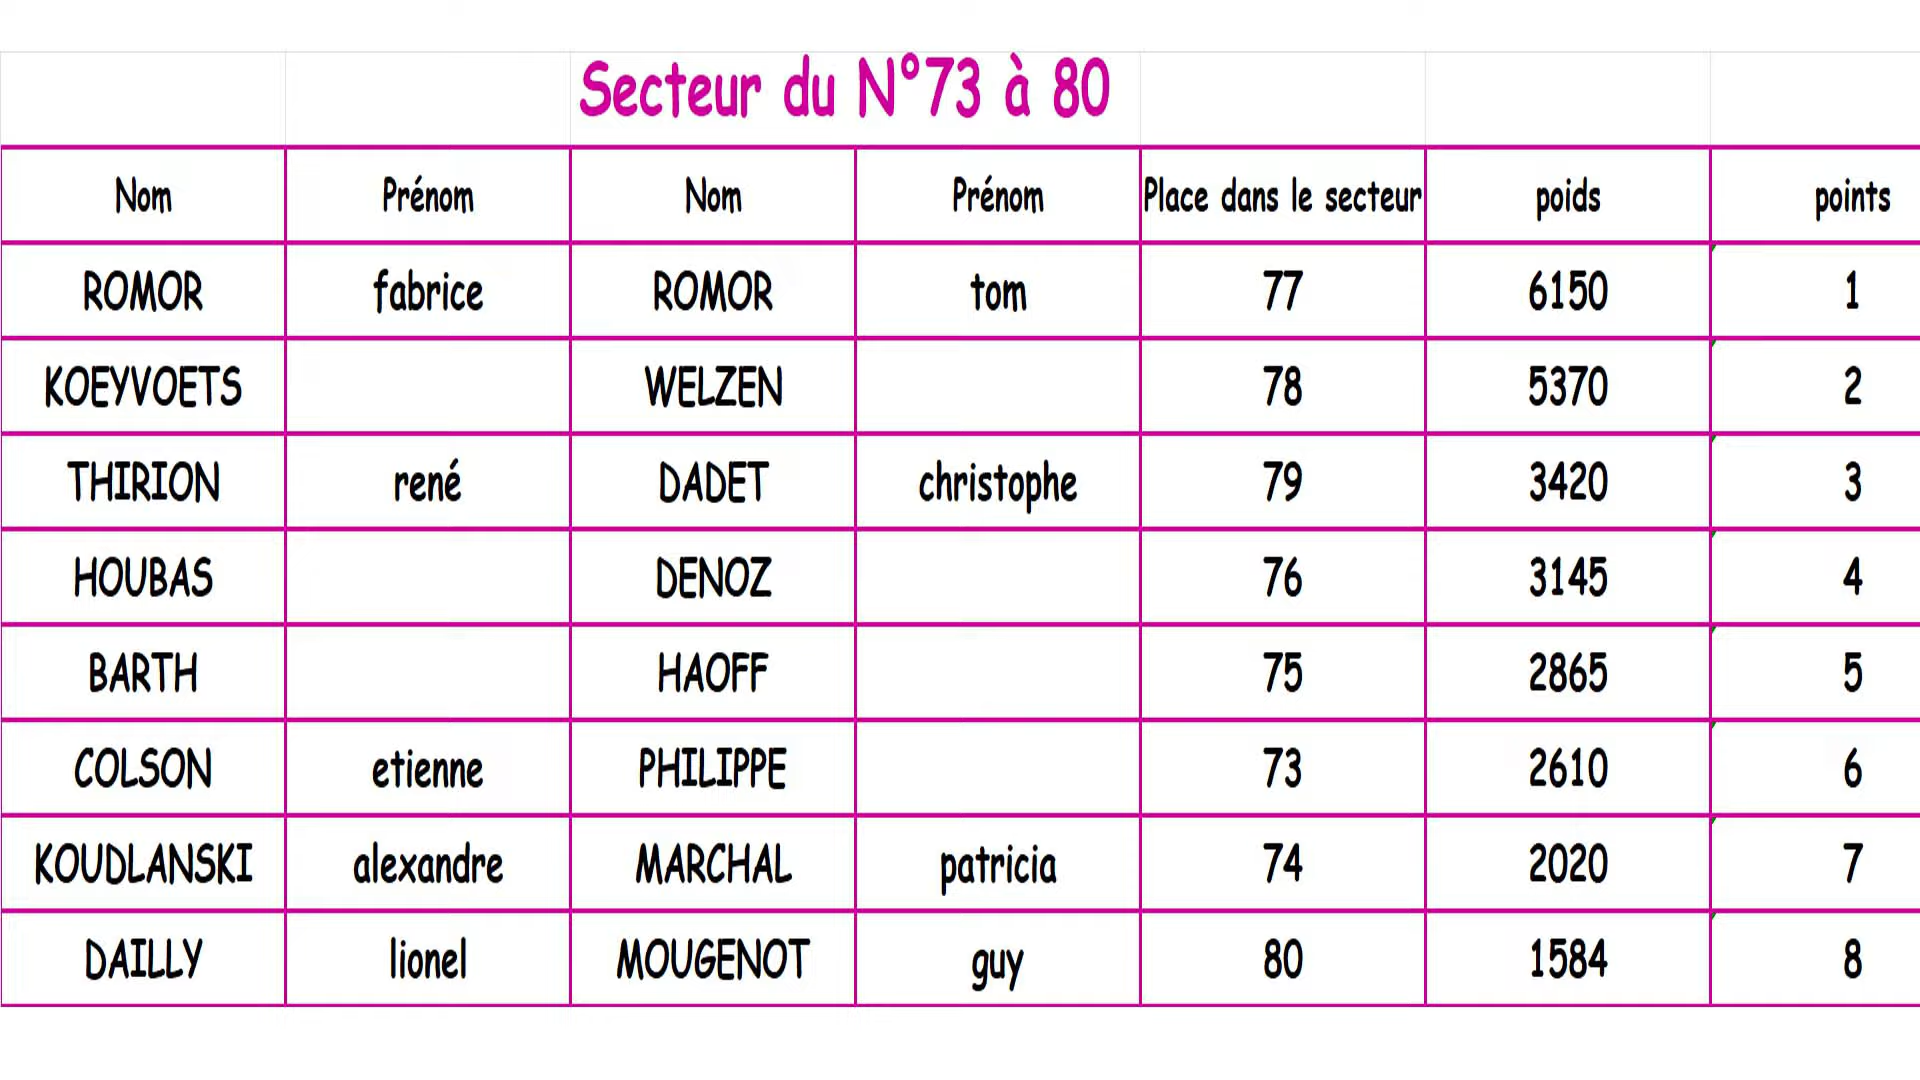 Secteur du N°73 à 80
Nom Prénom Nom Prénom Place dans le secteur poids points
ROMOR fabrice ROMOR tom 77 6150 1
KOEYVOETS WELZEN 78 5370 2
THIRION rené DADET christophe 79 3420 3
HOUBAS DENOZ 76 3145 4
BARTH HAOFF 75 2865 5
COLSON etienne PHILIPPE 73 2610 6
KOUDLANSKI alexandre MARCHAL patricia 74 2020 7
DAILLY lionel MOUGENOT guy 80 1584 8